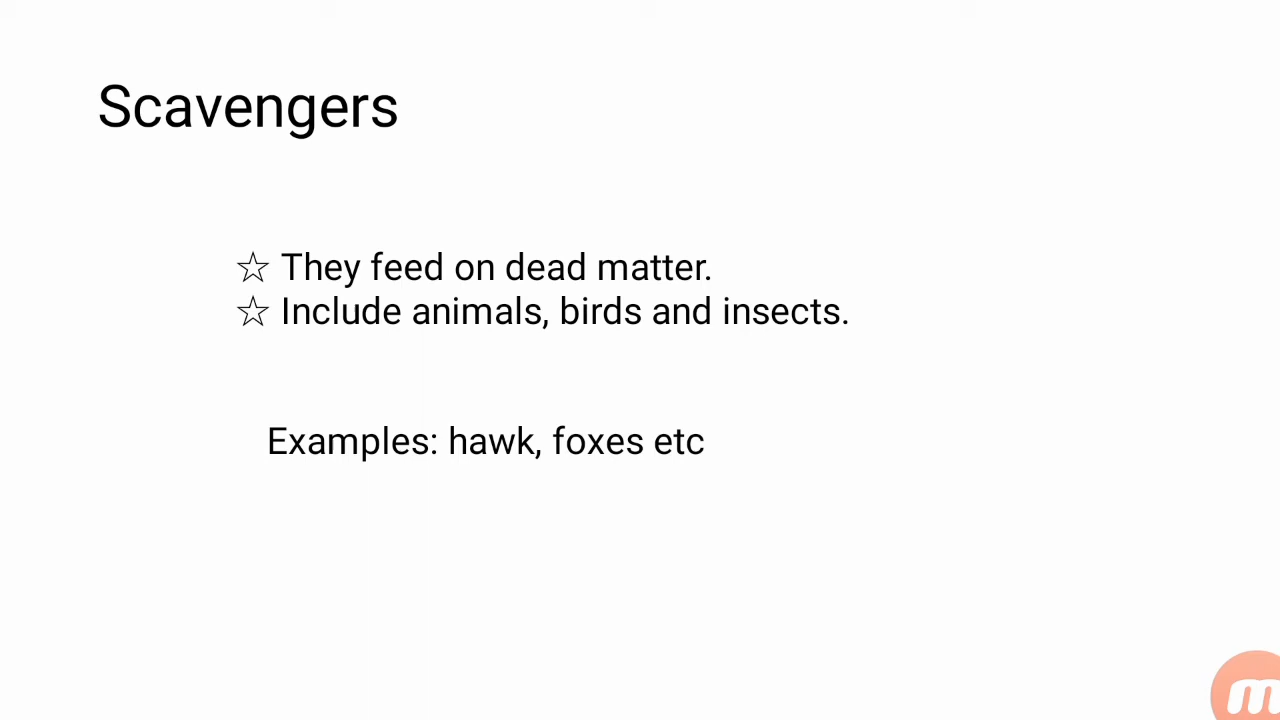 Scavengers
☆ They feed on dead matter.
☆ Include animals, birds and insects.
Examples: hawk, foxes etc
m